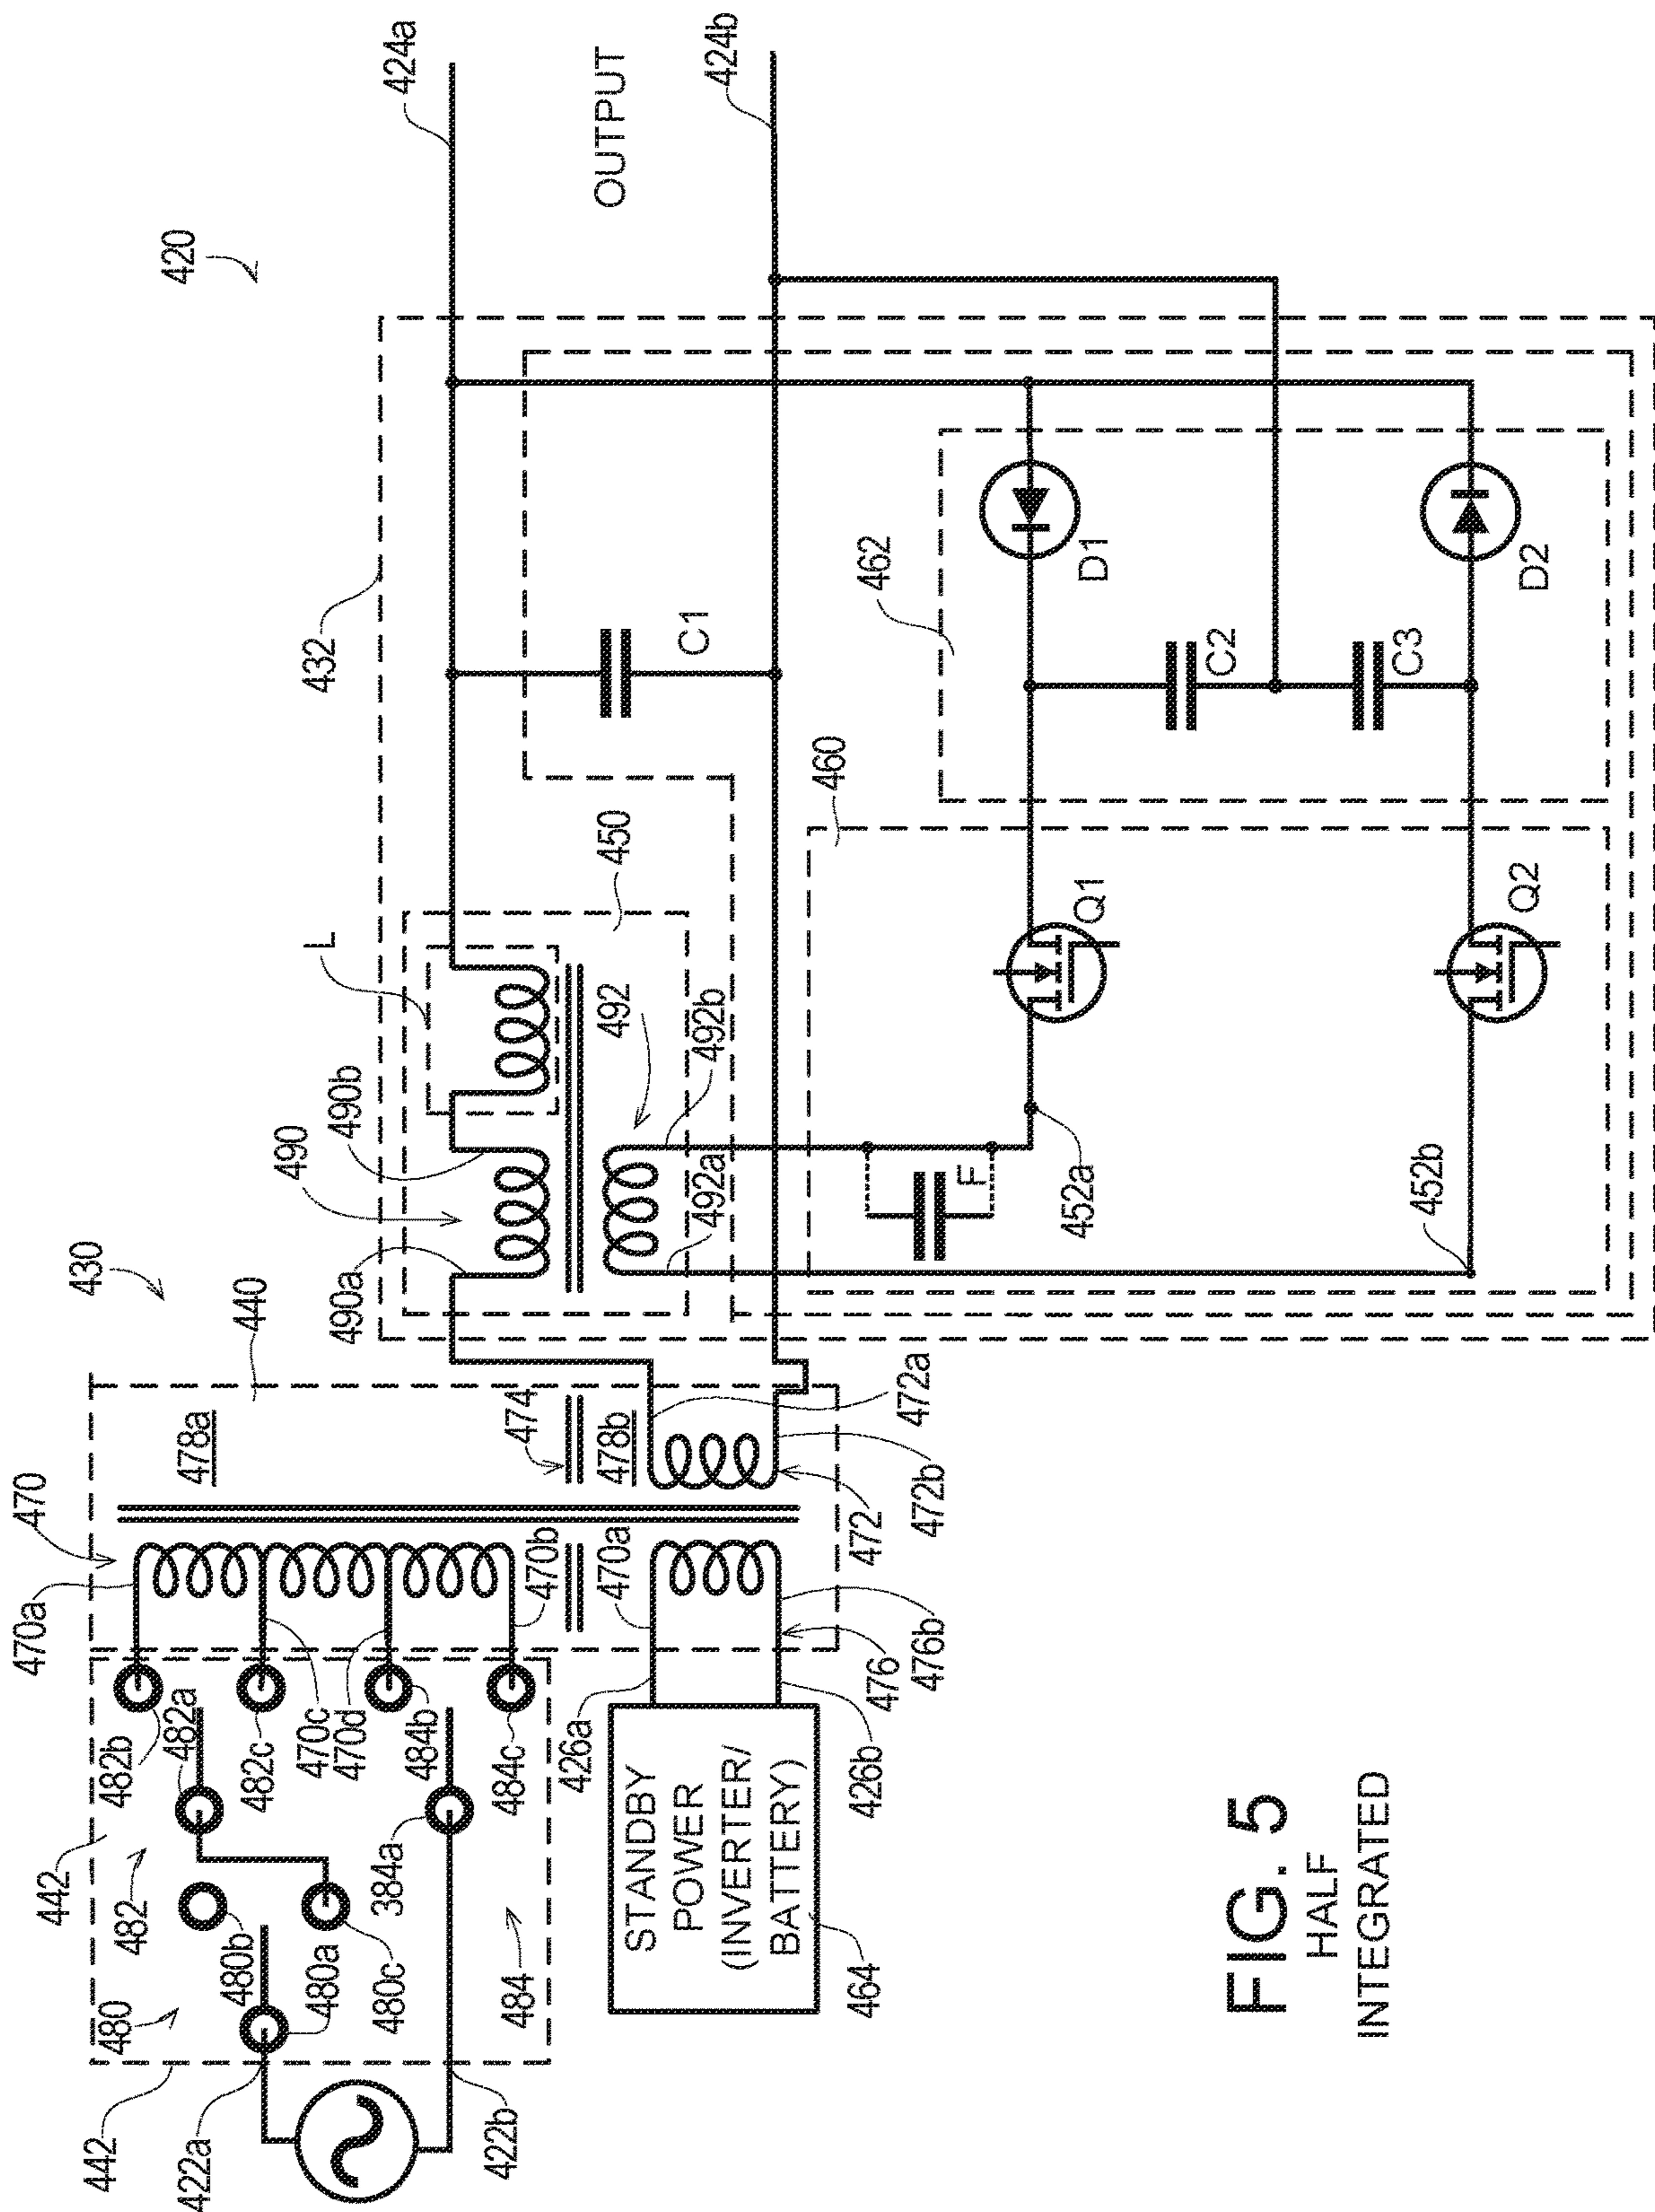 420
424a
OUTPUT
424b
432
L
490
490b
490a
450
492
492b
492a
C1
460
462
D1
C2
C3
D2
F
Q1
Q2
452a
452b
430
440
470
478a
474
478b
472a
472b
472
470a
470b
470a
476b
476
470c
470d
482b
482a
482c
484b
484c
442
482
384a
480
480b
480a
480c
484
442
422a
422b
426a
426b
STANDBY
POWER
(INVERTER/
BATTERY)
464
FIG. 5
HALF
INTEGRATED